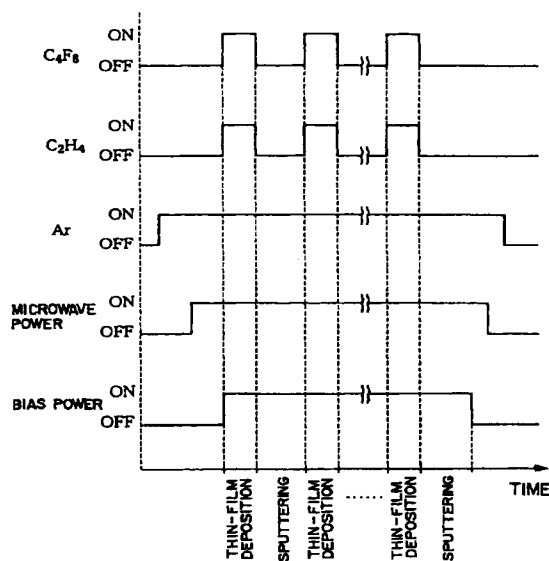 ON
C4F8
OFF
ON
C2H4
OFF
ON
Ar
OFF
ON
MICROWAVE
POWER
OFF
ON
BIAS POWER
OFF
TIME
THIN-FILM
DEPOSITION
SPUTTERING
THIN-FILM
DEPOSITION
......
THIN-FILM
DEPOSITION
SPUTTERING